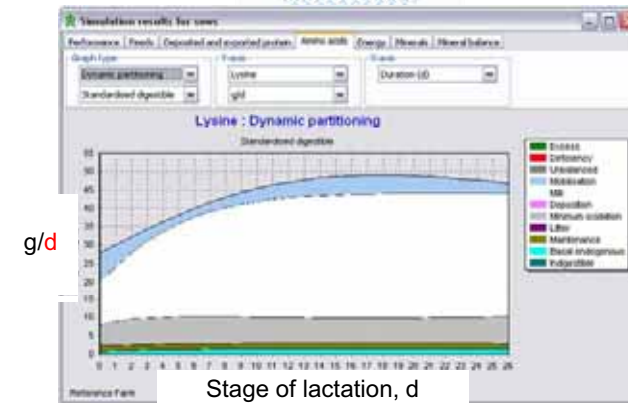 Simulation results for sows
Performance | Feeds | Deposited and exported protein | Amino acids | Energy | Minerals | Mineral balance
Graph type
Y-axis
X-axis
Dynamic partitioning
Lysine
Duration (d)
Standardised digestible
g/d
Lysine : Dynamic partitioning
Standardised digestible
55
50
45
40
35
30
25
20
15
10
5
0
g/d
0 1 2 3 4 5 6 7 8 9 10 11 12 13 14 15 16 17 18 19 20 21 22 23 24 25 26
Excess
Deficiency
Unbalanced
Mobilisation
Milk
Deposition
Minimum oxidation
Litter
Maintenance
Basal endogenous
Indigestible
Reference Farm
Stage of lactation, d